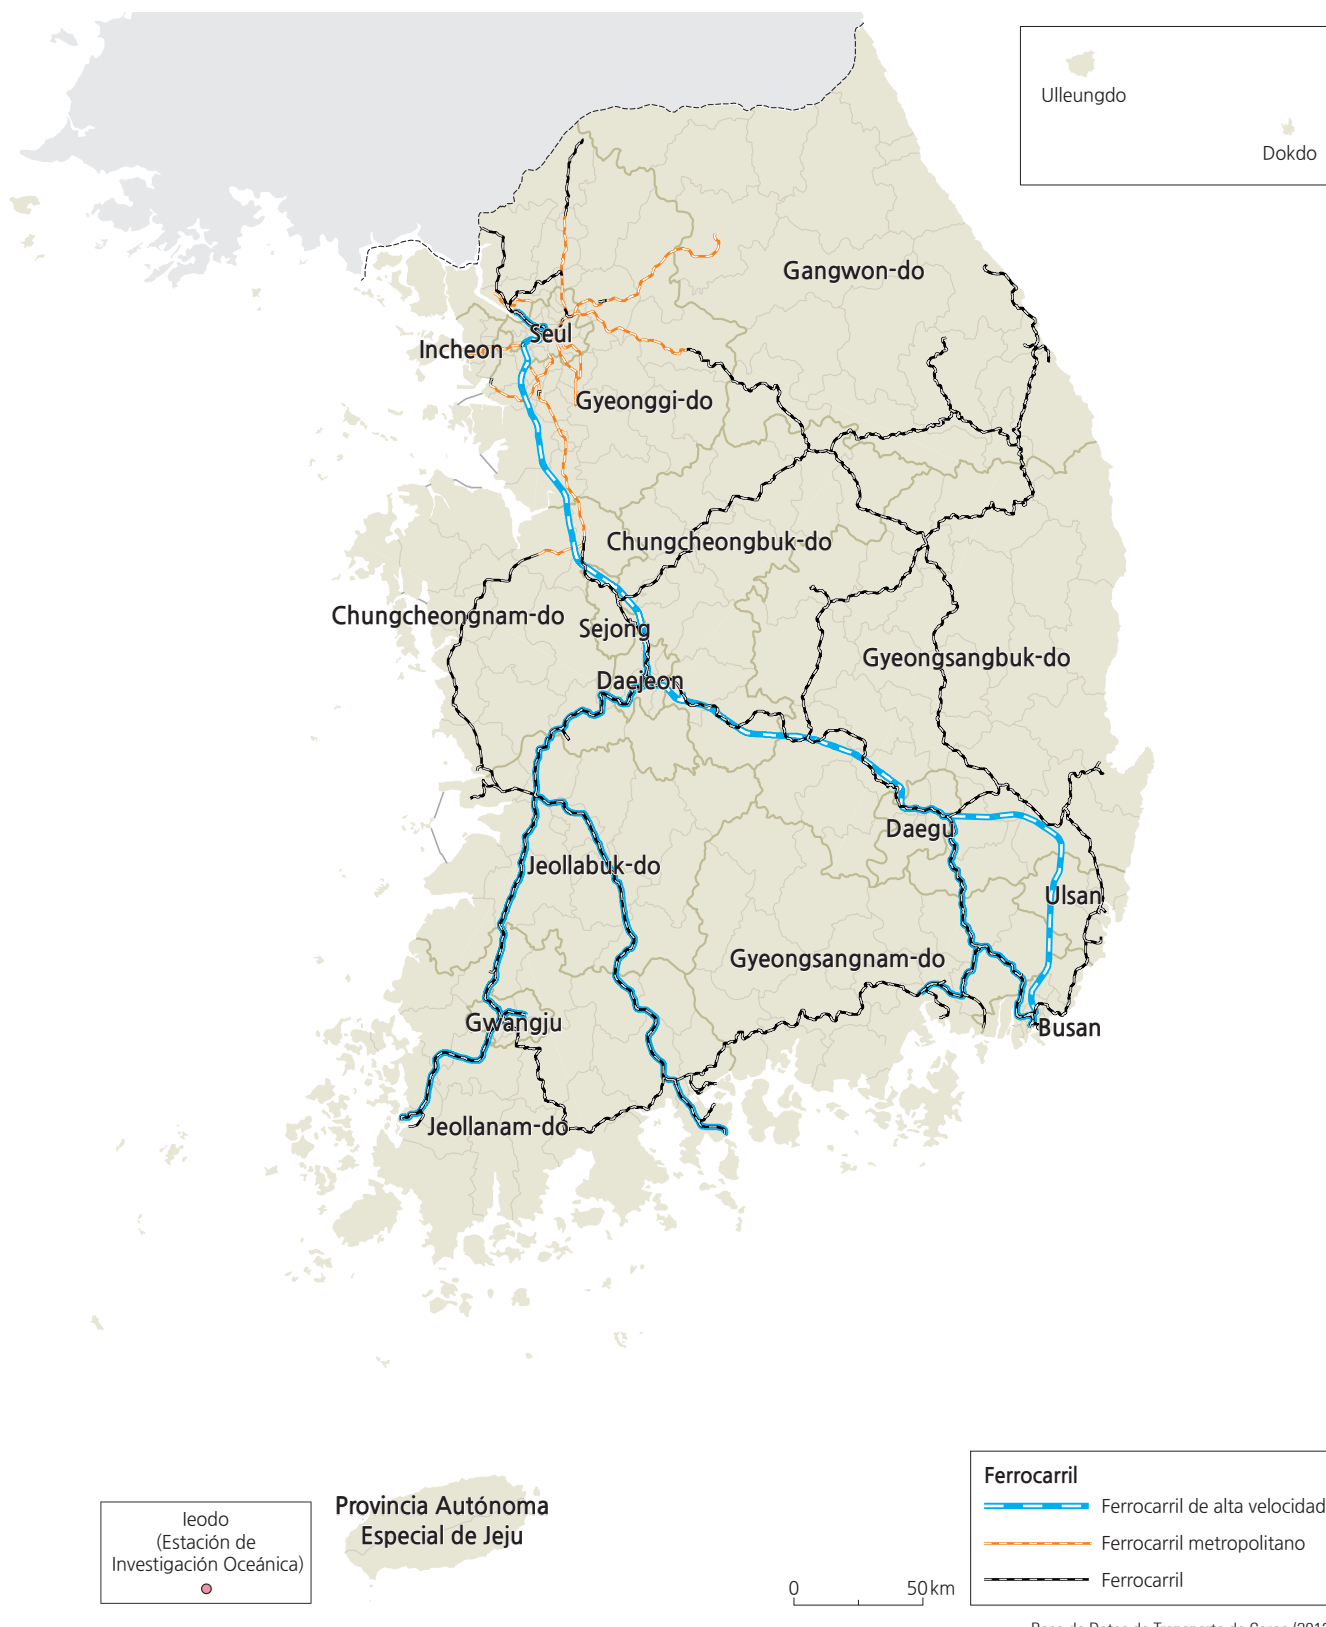 Ulleungdo
Dokdo
Gangwon-do
Seúl
Incheon
Gyeonggi-do
Chungcheongbuk-do
Chungcheongnam-do
Sejong
Gyeongsangbuk-do
Daejeon
Daegu
Jeollabuk-do
Ulsan
Gyeongsangnam-do
Gwangju
Busan
Jeollanam-do
Ferrocarril
Ferrocarril de alta velocidad
Ferrocarril metropolitano
Ferrocarril
Provincia Autónoma
Especial de Jeju
Ieodo
(Estación de
Investigación Oceánica)
0 50 km